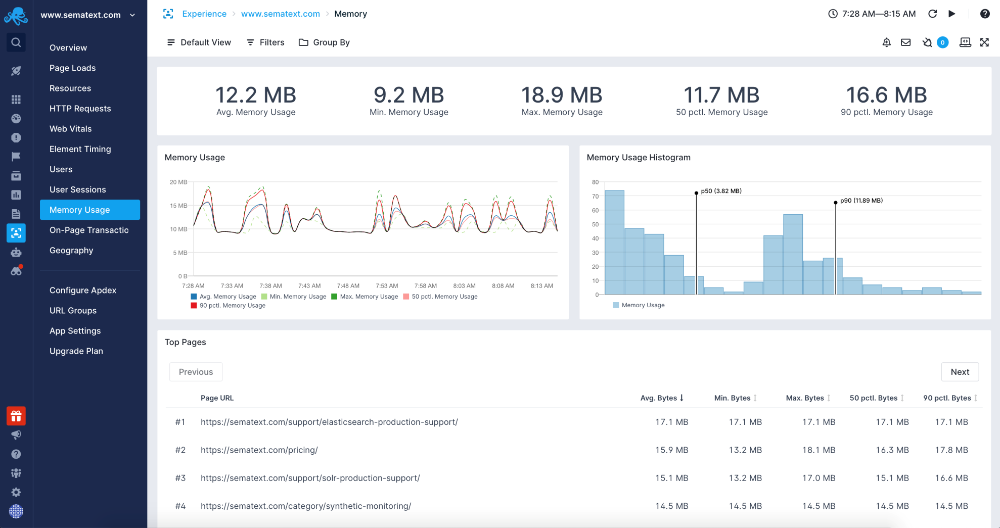 www.sematext.com
Experience > www.sematext.com > Memory
7:28 AM—8:15 AM
Default View
Filters
Group By
0
Overview
Page Loads
Resources
HTTP Requests
Web Vitals
Element Timing
Users
User Sessions
Memory Usage
On-Page Transactio
Geography
Configure Apdex
URL Groups
App Settings
Upgrade Plan
12.2 MB
Avg. Memory Usage
9.2 MB
Min. Memory Usage
18.9 MB
Max. Memory Usage
11.7 MB
50 pctl. Memory Usage
16.6 MB
90 pctl. Memory Usage
Memory Usage
20 MB
15 MB
10 MB
5 MB
0 B
7:28 AM 7:33 AM 7:38 AM 7:43 AM 7:48 AM 7:53 AM 7:58 AM 8:03 AM 8:08 AM 8:13 AM
Avg. Memory Usage Min. Memory Usage Max. Memory Usage 50 pctl. Memory Usage
90 pctl. Memory Usage
Memory Usage Histogram
80
70
60
50
40
30
20
10
0
p50 (3.82 MB)
p90 (11.89 MB)
Memory Usage
Top Pages
Previous
Next
Page URL Avg. Bytes Min. Bytes Max. Bytes 50 pctl. Bytes 90 pctl. Bytes
#1 https://sematext.com/support/elasticsearch-production-support/ 17.1 MB 17.1 MB 17.1 MB 17.1 MB 17.1 MB
#2 https://sematext.com/pricing/ 15.9 MB 13.2 MB 18.1 MB 16.3 MB 17.8 MB
#3 https://sematext.com/support/solr-production-support/ 15.1 MB 13.2 MB 17.0 MB 15.1 MB 16.6 MB
#4 https://sematext.com/category/synthetic-monitoring/ 14.5 MB 14.5 MB 14.5 MB 14.5 MB 14.5 MB